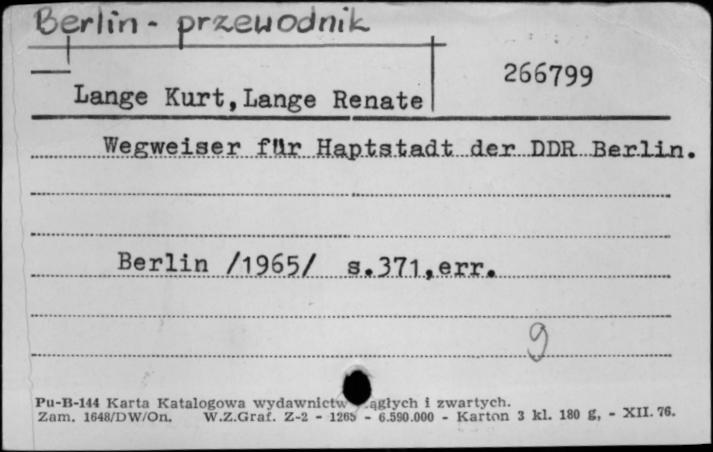 Berlin - przewodnik
266799
Lange Kurt, Lange Renate
Wegweiser für Haptstadt der DDR Berlin.
Berlin /1965/ s.371,err.
9
Pu-B-144 Karta Katalogowa wydawnictw ągłych i zwartych.
Zam. 1648/DW/On. W.Z.Graf. Z-2 - 1265 - 6.590.000 - Karton 3 kl. 180 g, - XII. 76.